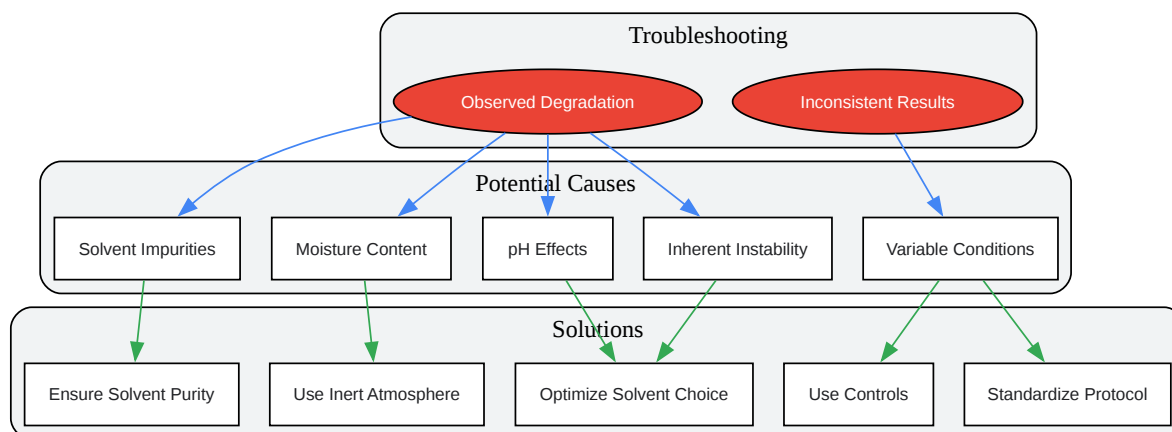 Troubleshooting
Observed Degradation
Inconsistent Results
Potential Causes
Solvent Impurities
Moisture Content
pH Effects
Inherent Instability
Variable Conditions
Solutions
Ensure Solvent Purity
Use Inert Atmosphere
Optimize Solvent Choice
Use Controls
Standardize Protocol